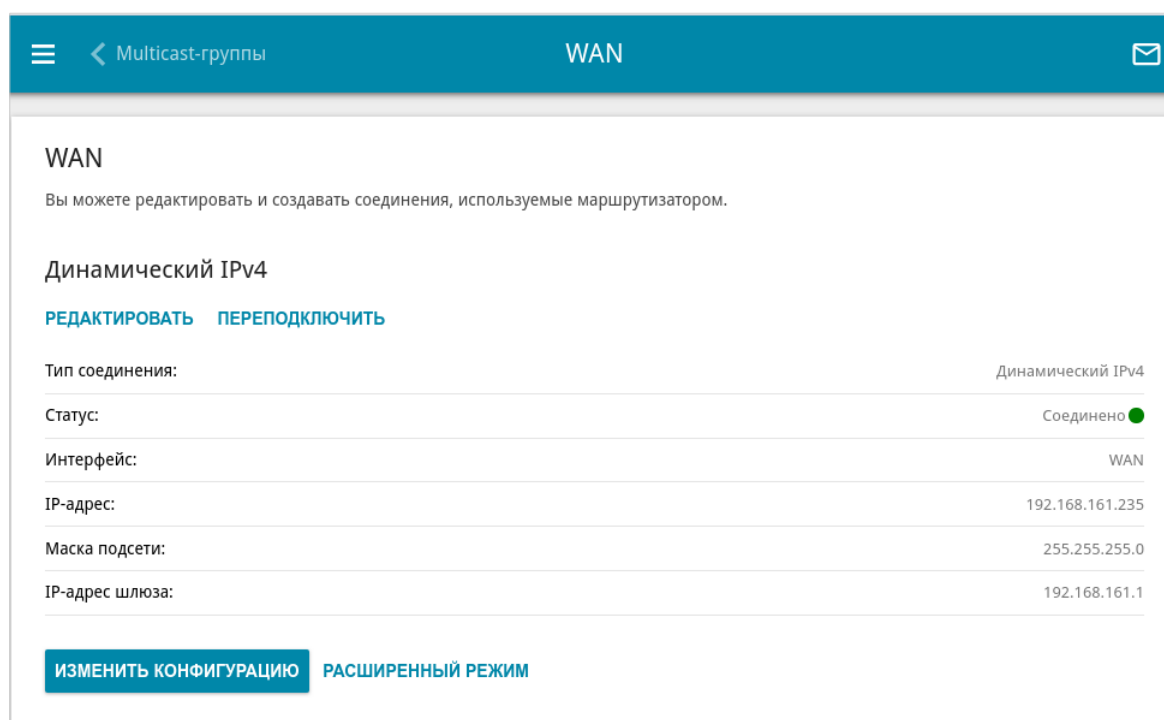 Multicast-группы
WAN
WAN
Вы можете редактировать и создавать соединения, используемые маршрутизатором.
Динамический IPv4
РЕДАКТИРОВАТЬ ПЕРЕПОДКЛЮЧИТЬ
Тип соединения: Динамический IPv4
Статус: Соединено
Интерфейс: WAN
IP-адрес: 192.168.161.235
Маска подсети: 255.255.255.0
IP-адрес шлюза: 192.168.161.1
ИЗМЕНИТЬ КОНФИГУРАЦИЮ РАСШИРЕННЫЙ РЕЖИМ